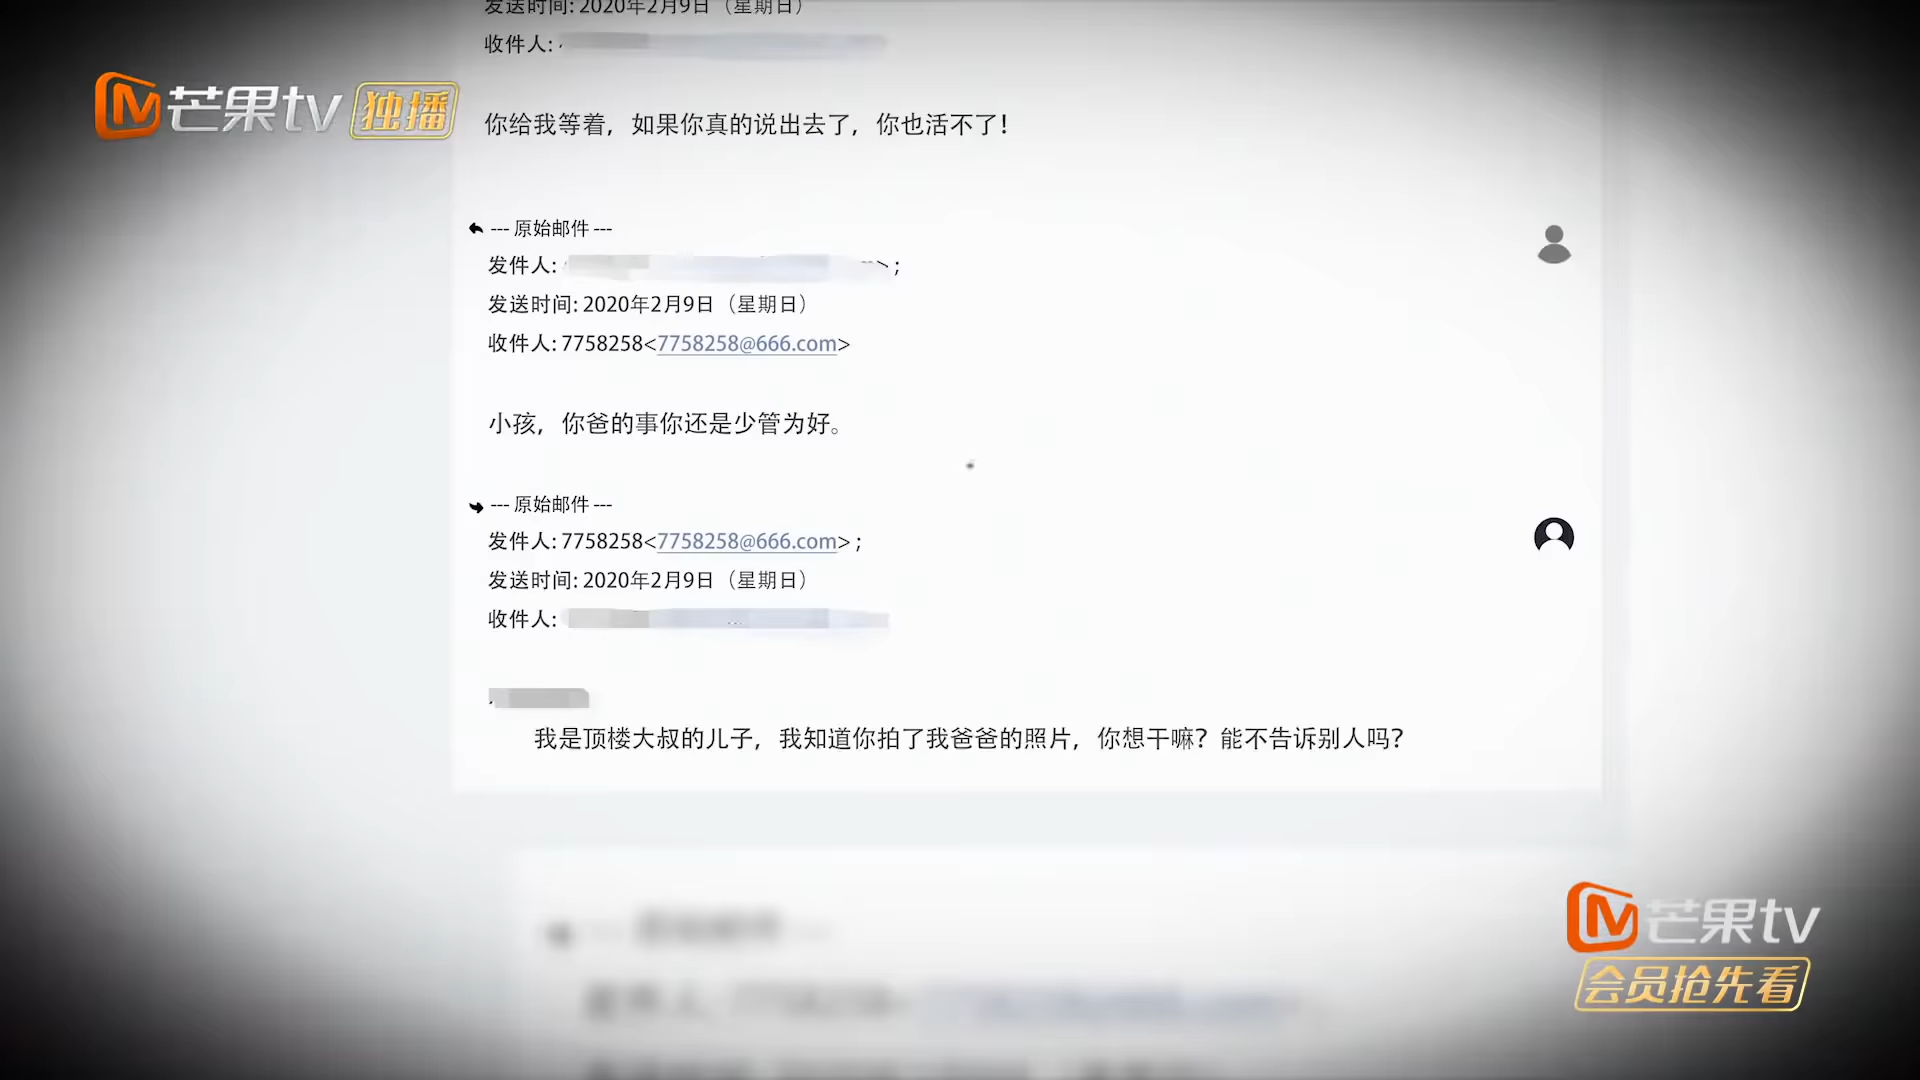 发送时间: 2020年2月9日（星期日）
收件人:
芒果tv 独播
你给我等着，如果你真的说出去了，你也活不了！
--- 原始邮件 ---
发件人: >;
发送时间: 2020年2月9日（星期日）
收件人: 7758258<7758258@666.com>
小孩，你爸的事你还是少管为好。
--- 原始邮件 ---
发件人: 7758258<7758258@666.com>;
发送时间: 2020年2月9日（星期日）
收件人:
我是顶楼大叔的儿子，我知道你拍了我爸爸的照片，你想干嘛？能不告诉别人吗？
芒果tv
会员抢先看